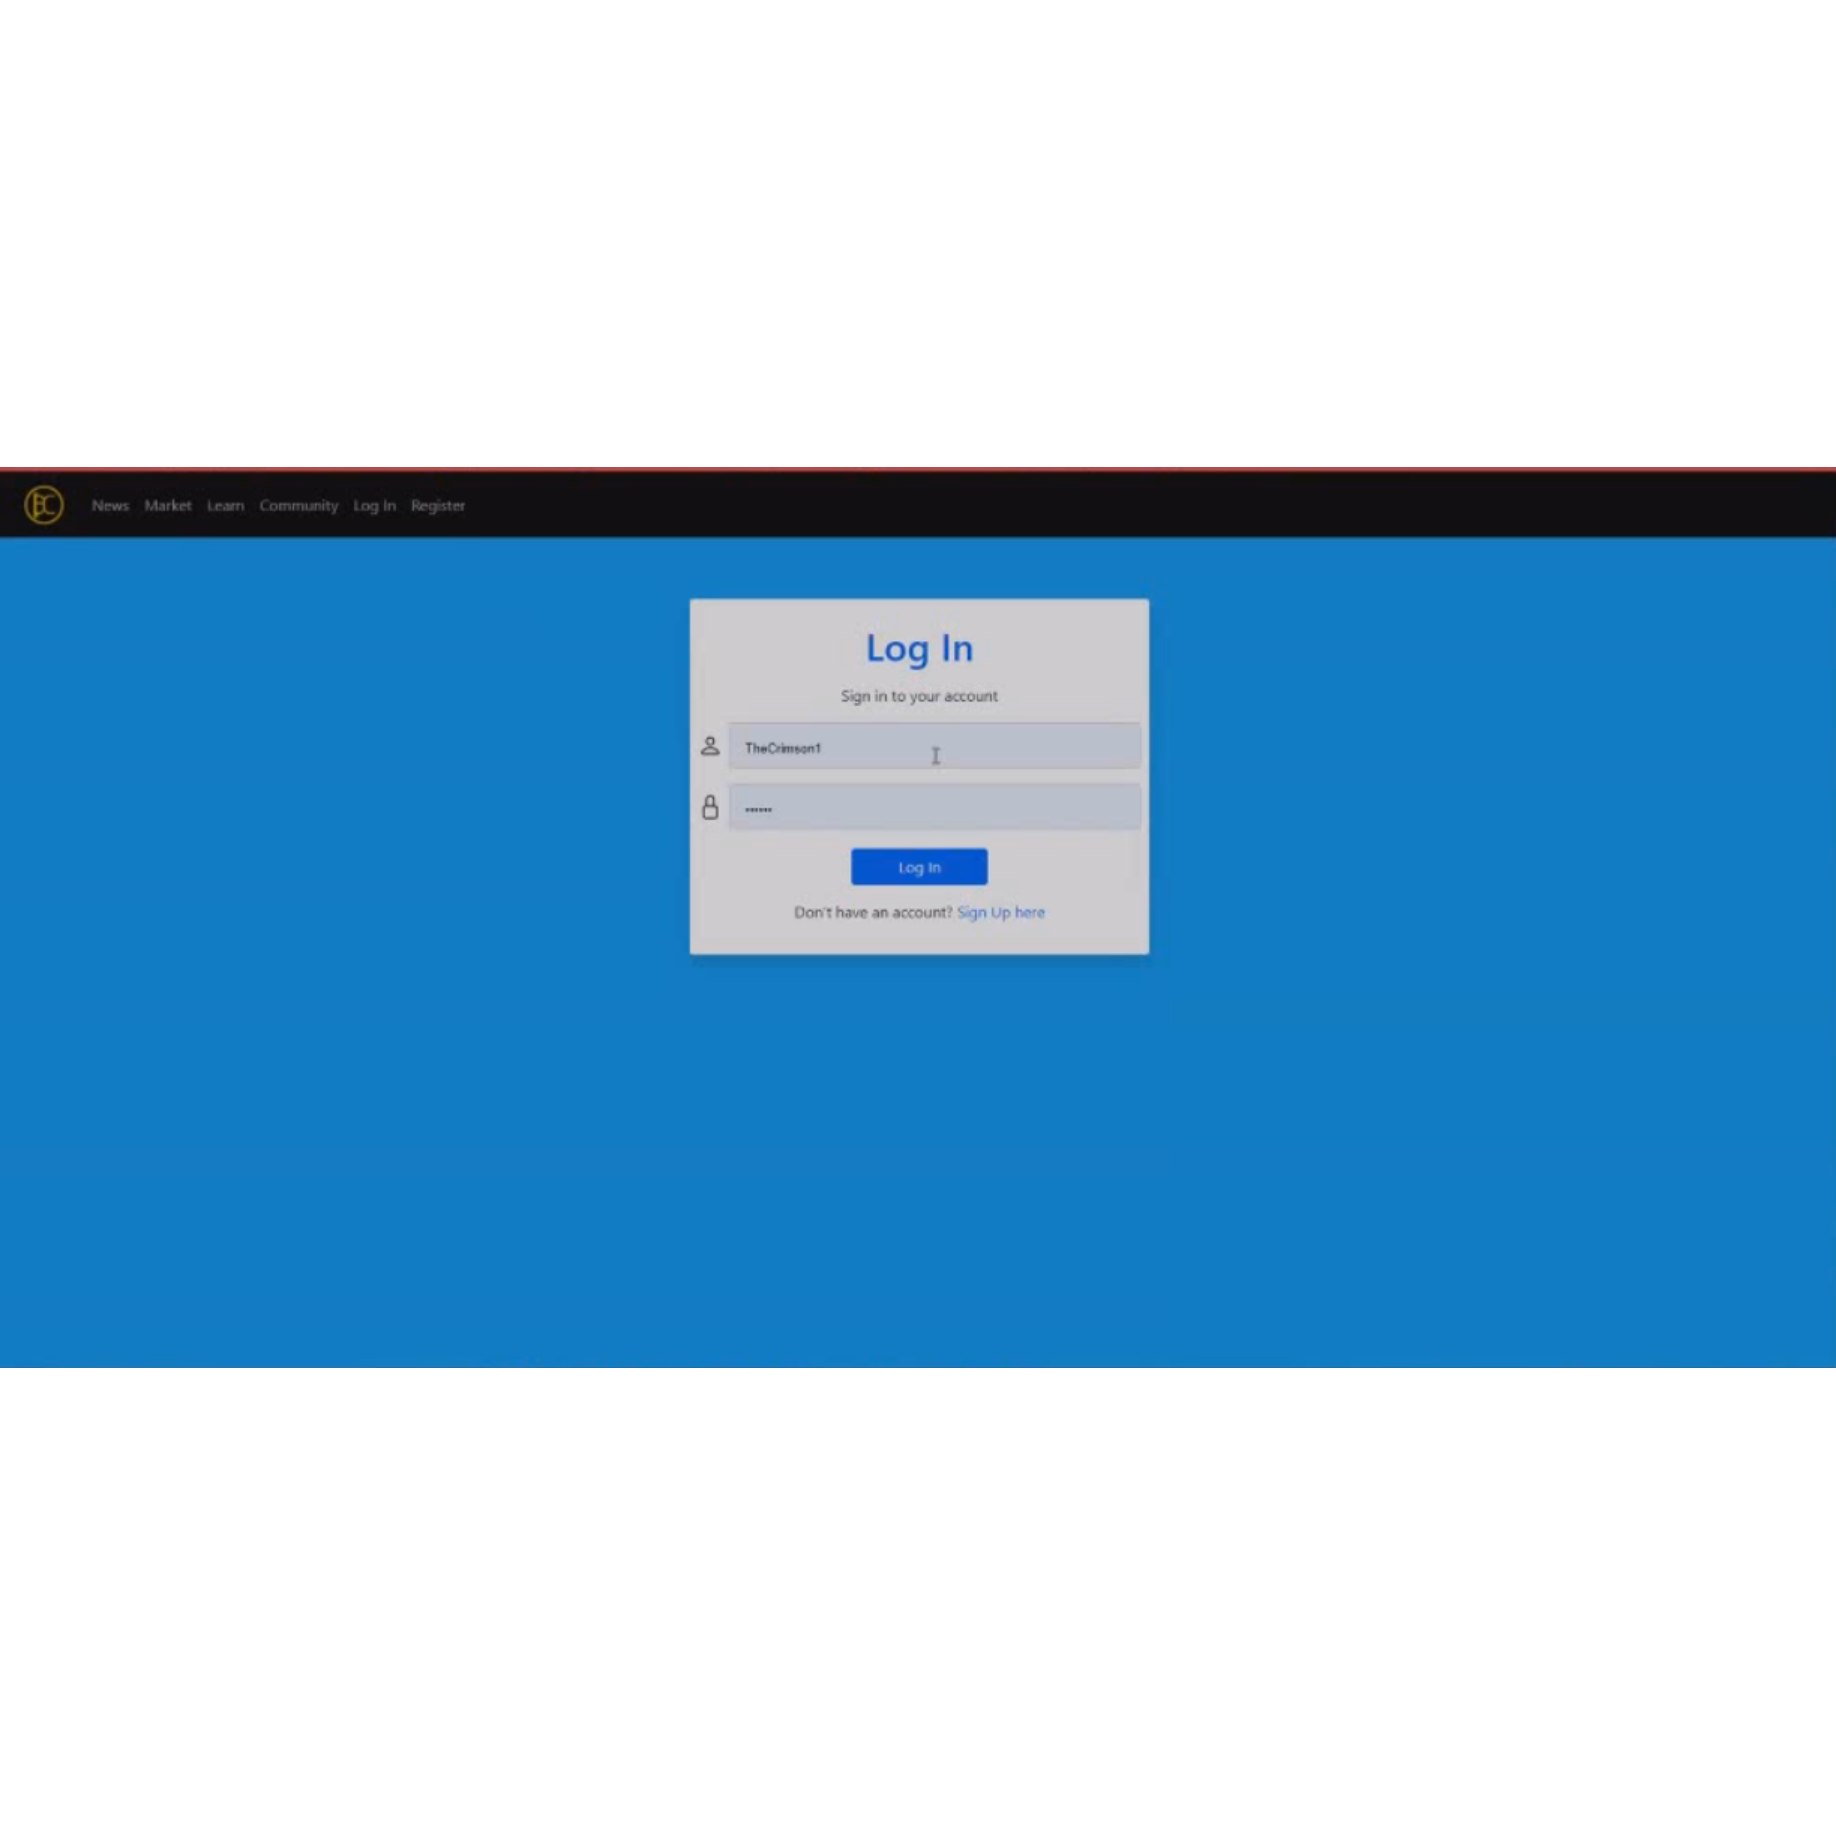 News Market Learn Community Log In Register
Log In
Sign in to your account
TheCrimson1
Log In
Don't have an account? Sign Up here